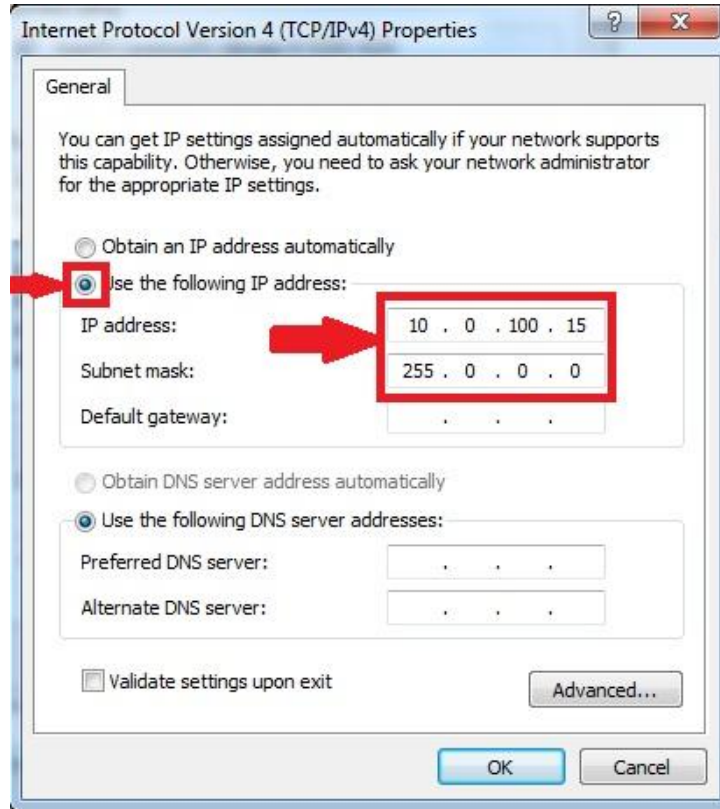 Internet Protocol Version 4 (TCP/IPv4) Properties
?
General
You can get IP settings assigned automatically if your network supports
this capability. Otherwise, you need to ask your network administrator
for the appropriate IP settings.
Obtain an IP address automatically
se the following IP address:
IP address: 10 . 0 . 100 . 15
Subnet mask: 255 . 0 . 0 . 0
Default gateway: . . .
Obtain DNS server address automatically
Use the following DNS server addresses:
Preferred DNS server: . . .
Alternate DNS server: . . .
Validate settings upon exit
Advanced...
OK Cancel